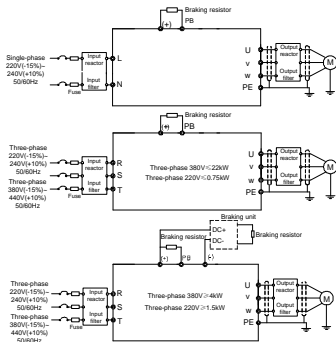 Braking resistor
(+) PB
Single-phase
220V(-15%)~
240V(+10%)
50/60Hz
Fuse
Input
reactor
Input
filter
L
N
U
v
w
PE
Output
reactor
Output
filter
M
Braking resistor
(+) PB
Three-phase
220V(-15%)~
240V(+10%)
50/60Hz
Three-phase
380V(-15%)~
440V(+10%)
50/60Hz
Fuse
Input
reactor
Input
filter
R
S
T
Three-phase 380V≤22kW
Three-phase 220V≤0.75kW
U
v
w
PE
Output
reactor
Output
filter
M
Braking unit
DC+
DC-
Braking resistor
Braking resistor
(+) PB (-)
Three-phase
220V(-15%)~
240V(+10%)
50/60Hz
Three-phase
380V(-15%)~
440V(+10%)
50/60Hz
Fuse
Input
reactor
Input
filter
R
S
T
Three-phase 380V≥4kW
Three-phase 220V≥1.5kW
U
v
w
PE
Output
reactor
Output
filter
M